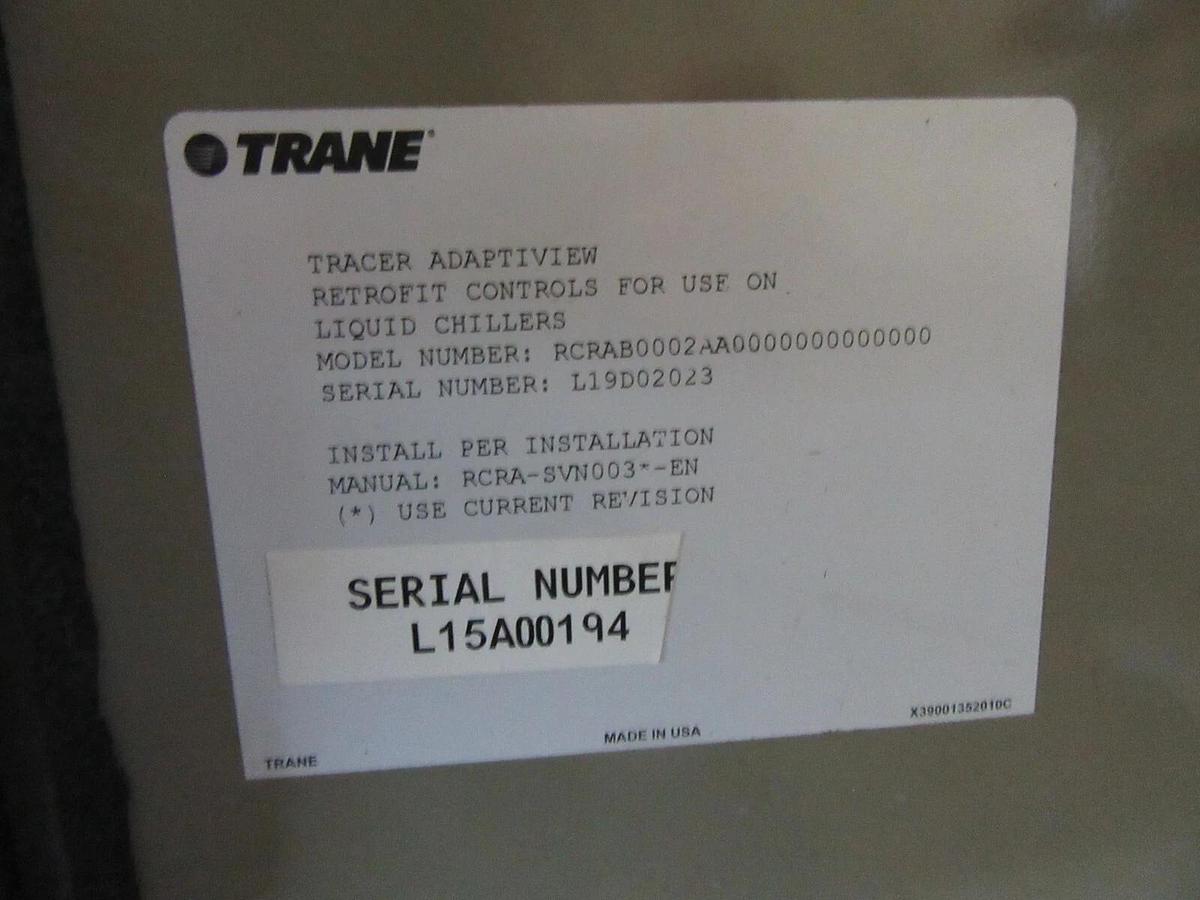 TRANE
TRACER ADAPTIVIEW
RETROFIT CONTROLS FOR USE ON
LIQUID CHILLERS
MODEL NUMBER: RCRAB0002AA0000000000000
SERIAL NUMBER: L19D02023
INSTALL PER INSTALLATION
MANUAL: RCRA-SVN003*-EN
(*) USE CURRENT REVISION
SERIAL NUMBER
L15A00194
X39001352010C
MADE IN USA
TRANE